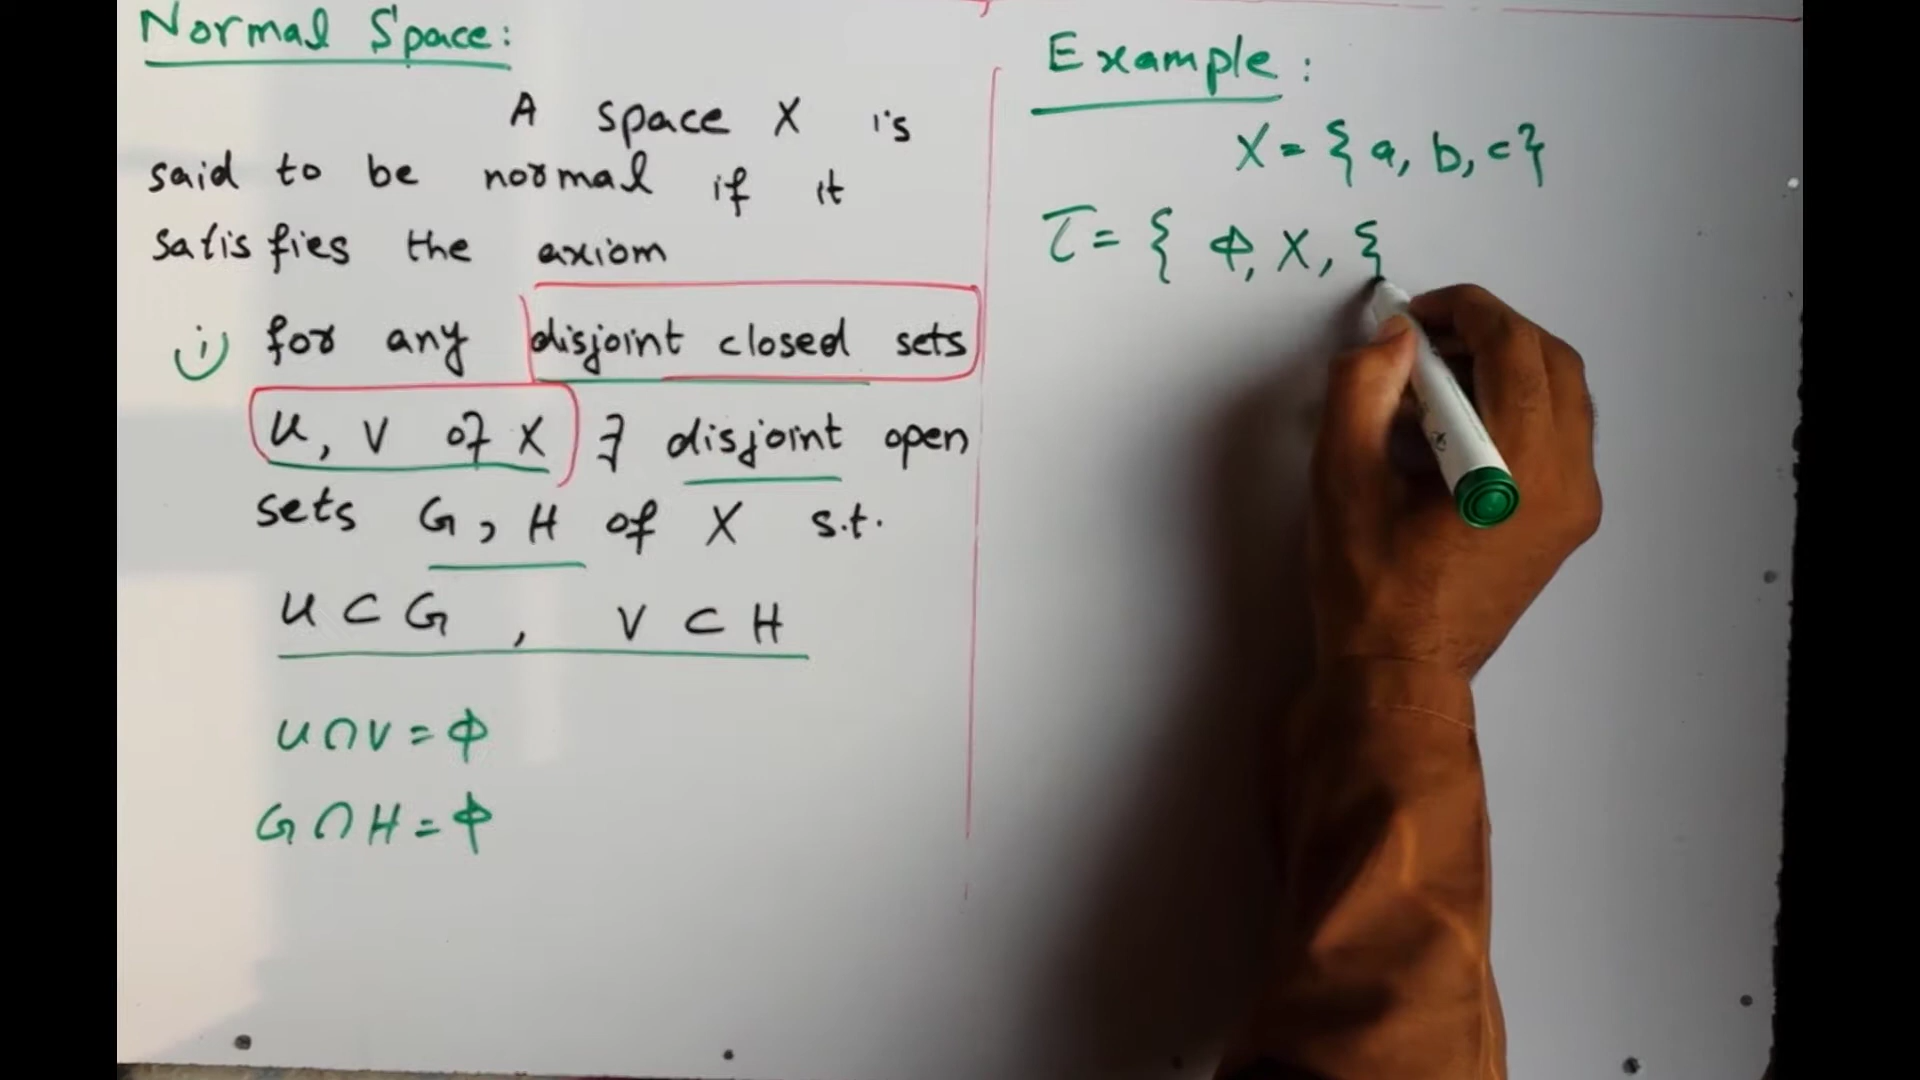 Normal Space:
A space X is
said to be normal if it
satisfies the axiom
i) for any disjoint closed sets
U, V of X ∃ disjoint open
sets G, H of X s.t.
U ⊂ G , V ⊂ H
U ∩ V = ф
G ∩ H = ф
Example:
X = { a, b, c }
τ = { ф, X, {